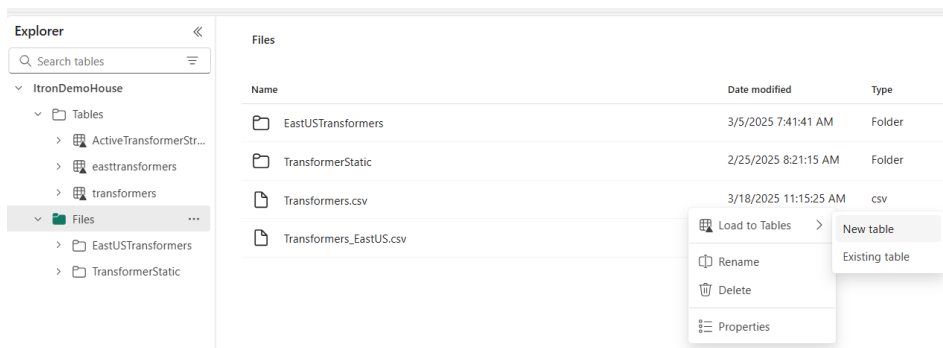 Explorer
Search tables
ItronDemoHouse
Tables
ActiveTransformerStr...
easttransformers
transformers
Files
EastUSTransformers
TransformerStatic
Files
Name Date modified Type
EastUSTransformers 3/5/2025 7:41:41 AM Folder
TransformerStatic 2/25/2025 8:21:15 AM Folder
Transformers.csv 3/18/2025 11:15:25 AM csv
Transformers_EastUS.csv
Load to Tables
Rename
Delete
Properties
New table
Existing table